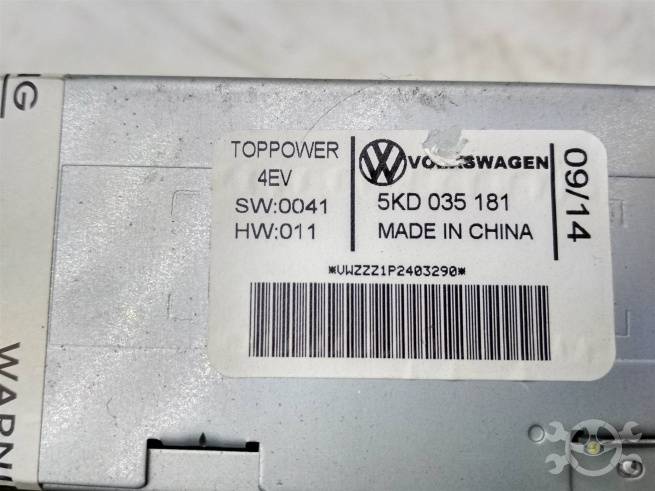 TOPPOWER
4EV
SW:0041
HW:011
VOLKSWAGEN
5KD 035 181
MADE IN CHINA
09/14
*VWZZZ1P2403290*